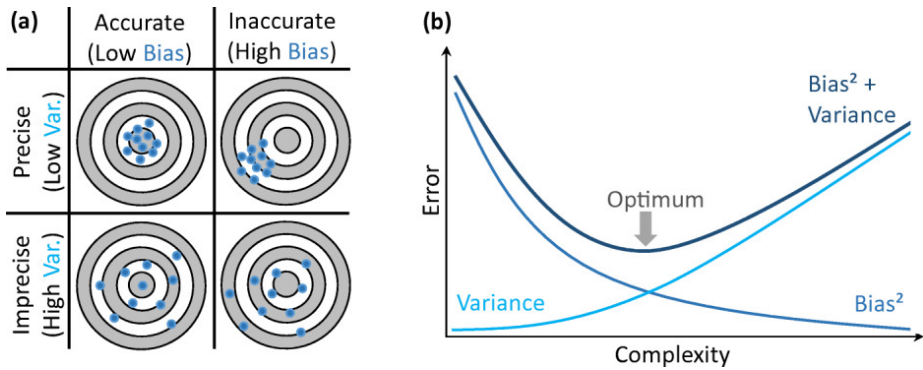 (a)
Accurate
(Low Bias)
Inaccurate
(High Bias)
Precise
(Low Var.)
Imprecise
(High Var.)
(b)
Error
Bias² +
Variance
Optimum
Variance
Bias²
Complexity